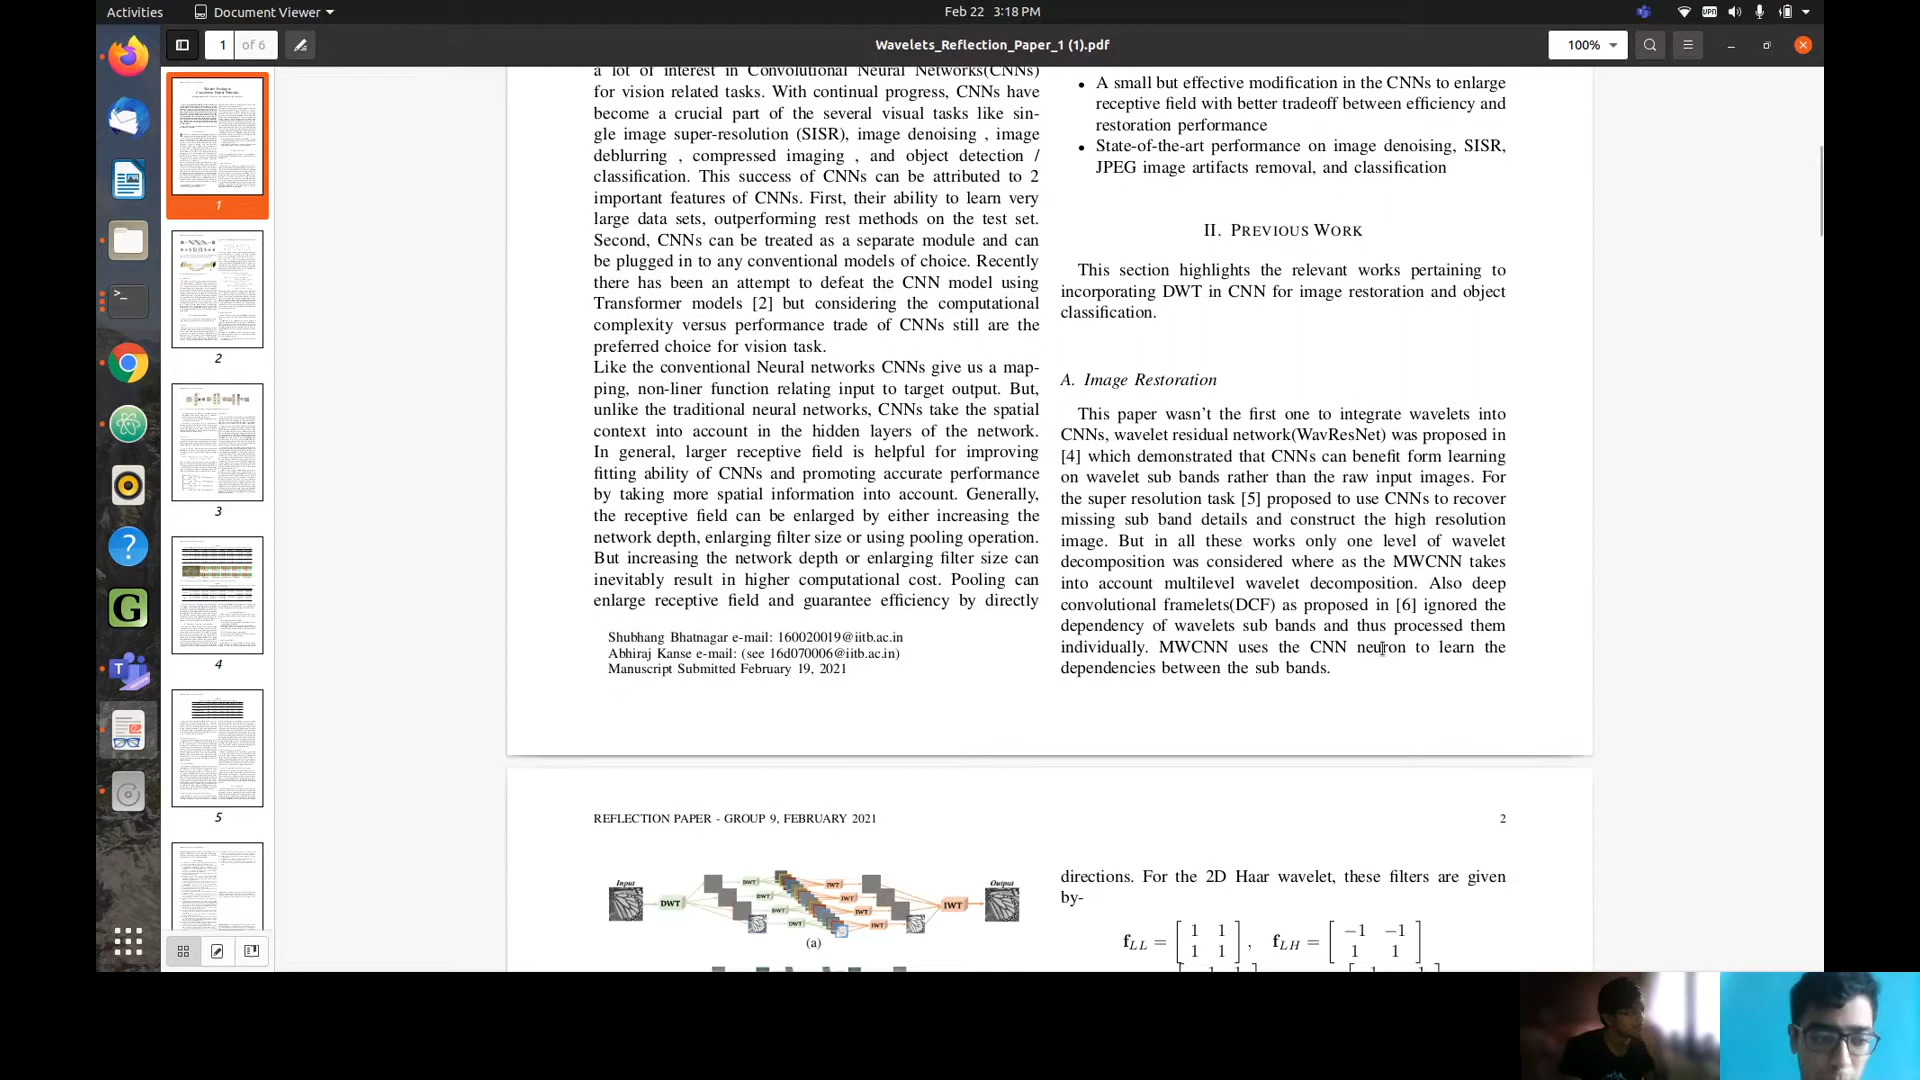 Activities
Document Viewer
Feb 22 3:18 PM
VPN
1 of 6
Wavelets_Reflection_Paper_1 (1).pdf
100%
1
2
3
4
5
a lot of interest in Convolutional Neural Networks(CNNs)
for vision related tasks. With continual progress, CNNs have
become a crucial part of the several visual tasks like sin-
gle image super-resolution (SISR), image denoising , image
deblurring , compressed imaging , and object detection /
classification. This success of CNNs can be attributed to 2
important features of CNNs. First, their ability to learn very
large data sets, outperforming rest methods on the test set.
Second, CNNs can be treated as a separate module and can
be plugged in to any conventional models of choice. Recently
there has been an attempt to defeat the CNN model using
Transformer models [2] but considering the computational
complexity versus performance trade of CNNs still are the
preferred choice for vision task.
Like the conventional Neural networks CNNs give us a map-
ping, non-liner function relating input to target output. But,
unlike the traditional neural networks, CNNs take the spatial
context into account in the hidden layers of the network.
In general, larger receptive field is helpful for improving
fitting ability of CNNs and promoting accurate performance
by taking more spatial information into account. Generally,
the receptive field can be enlarged by either increasing the
network depth, enlarging filter size or using pooling operation.
But increasing the network depth or enlarging filter size can
inevitably result in higher computational cost. Pooling can
enlarge receptive field and guarantee efficiency by directly
Shubhang Bhatnagar e-mail: 160020019@iitb.ac.in
Abhiraj Kanse e-mail: (see 16d070006@iitb.ac.in)
Manuscript Submitted February 19, 2021
• A small but effective modification in the CNNs to enlarge
receptive field with better tradeoff between efficiency and
restoration performance
• State-of-the-art performance on image denoising, SISR,
JPEG image artifacts removal, and classification
II. PREVIOUS WORK
This section highlights the relevant works pertaining to
incorporating DWT in CNN for image restoration and object
classification.
A. Image Restoration
This paper wasn't the first one to integrate wavelets into
CNNs, wavelet residual network(WavResNet) was proposed in
[4] which demonstrated that CNNs can benefit form learning
on wavelet sub bands rather than the raw input images. For
the super resolution task [5] proposed to use CNNs to recover
missing sub band details and construct the high resolution
image. But in all these works only one level of wavelet
decomposition was considered where as the MWCNN takes
into account multilevel wavelet decomposition. Also deep
convolutional framelets(DCF) as proposed in [6] ignored the
dependency of wavelets sub bands and thus processed them
individually. MWCNN uses the CNN neuron to learn the
dependencies between the sub bands.
REFLECTION PAPER - GROUP 9, FEBRUARY 2021
2
Input
DWT
DWT
DWT
DWT
DWT
IWT
IWT
IWT
IWT
IWT
Output
(a)
directions. For the 2D Haar wavelet, these filters are given
by-
f_LL = [1 1
1 1] , f_LH = [−1 −1
1 1]